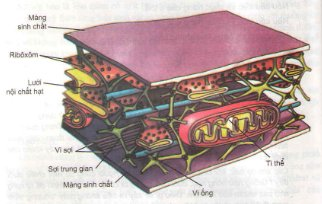 Màng
sinh chất
Ribôxôm
Lưới
nội chất hạt
Vi sợi
Sợi trung gian
Màng sinh chất
Vi ống
Ti thể